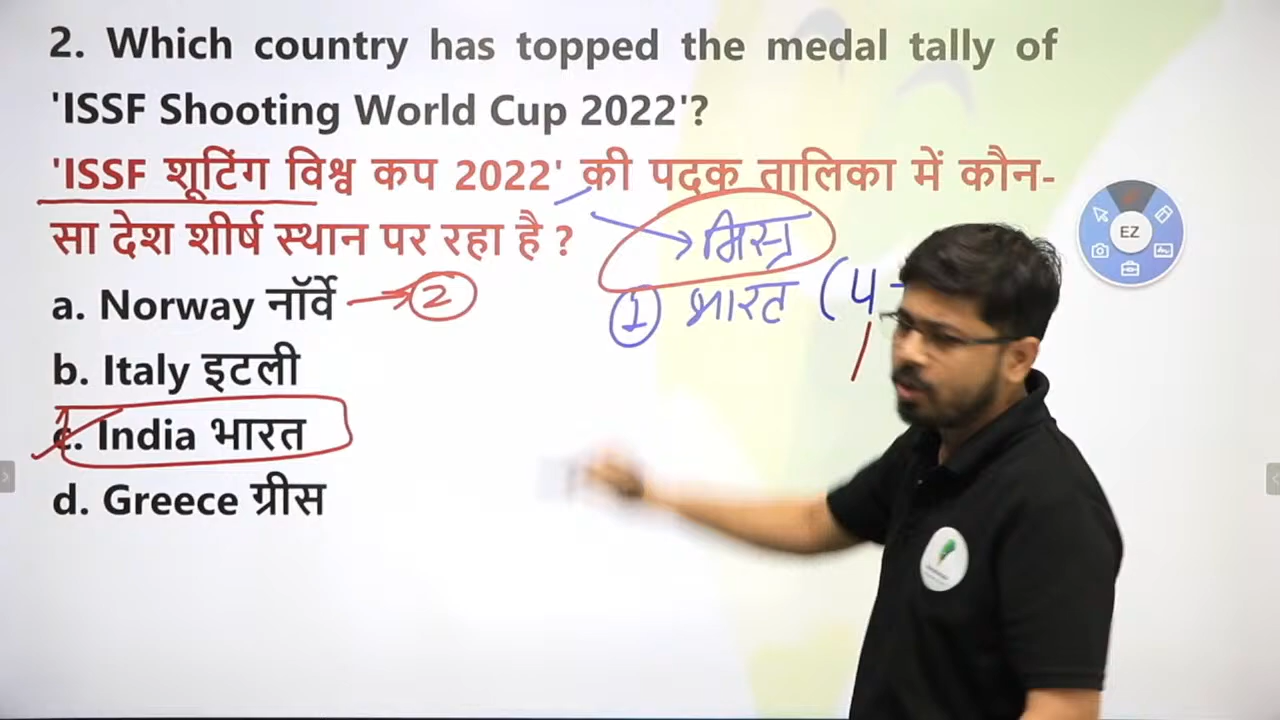 2. Which country has topped the medal tally of
'ISSF Shooting World Cup 2022'?
'ISSF शूटिंग विश्व कप 2022' की पदक तालिका में कौन-
सा देश शीर्ष स्थान पर रहा है ?
मिस्र
EZ
a. Norway नॉर्वे
2
1 भारत (4-
b. Italy इटली
c. India भारत
d. Greece ग्रीस